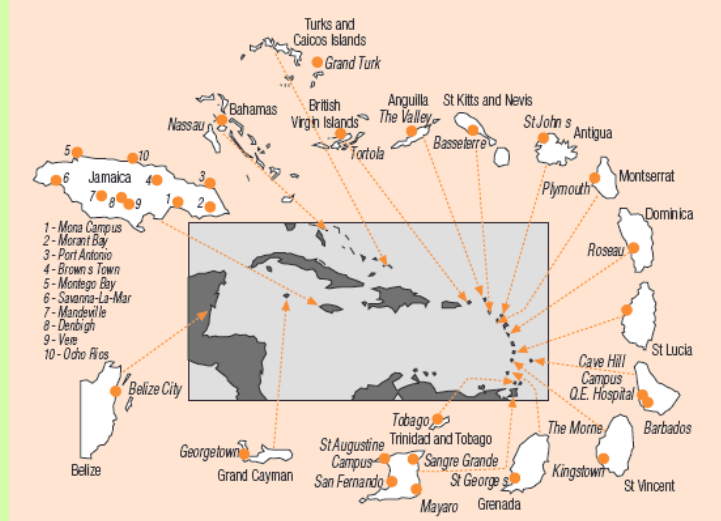 Turks and
Caicos Islands
Grand Turk
Bahamas
Nassau
British
Virgin Islands
Tortola
Anguilla
The Valley
St Kitts and Nevis
Basseterre
St John s
Antigua
Plymouth
Montserrat
Dominica
Roseau
St Lucia
Cave Hill
Campus
Q.E. Hospital
Barbados
The Morne
Kingstown
St Vincent
St George s
Grenada
Tobago
Trinidad and Tobago
St Augustine
Campus
Sangre Grande
San Fernando
Mayaro
Georgetown
Grand Cayman
Belize City
Belize
5
10
6
Jamaica
4
3
7
8
9
1
2
1 - Mona Campus
2 - Morant Bay
3 - Port Antonio
4 - Brown s Town
5 - Montego Bay
6 - Savanna-La-Mar
7 - Mandeville
8 - Denbigh
9 - Vere
10 - Ocho Rios